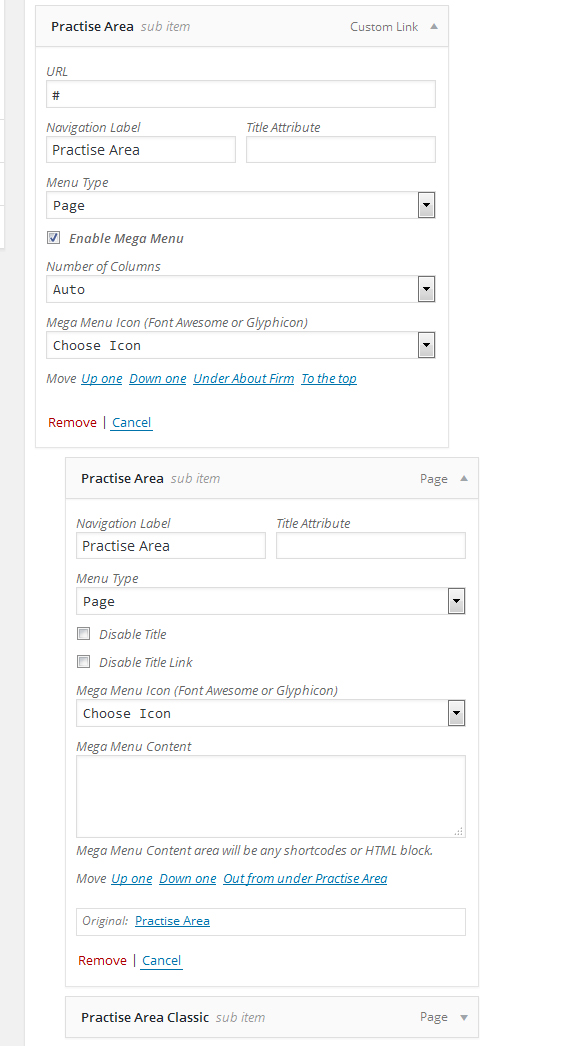 Practise Area sub item Custom Link
URL
#
Navigation Label Title Attribute
Practise Area
Menu Type
Page
Enable Mega Menu
Number of Columns
Auto
Mega Menu Icon (Font Awesome or Glyphicon)
Choose Icon
Move Up one Down one Under About Firm To the top
Remove | Cancel
Practise Area sub item Page
Navigation Label Title Attribute
Practise Area
Menu Type
Page
Disable Title
Disable Title Link
Mega Menu Icon (Font Awesome or Glyphicon)
Choose Icon
Mega Menu Content
Mega Menu Content area will be any shortcodes or HTML block.
Move Up one Down one Out from under Practise Area
Original: Practise Area
Remove | Cancel
Practise Area Classic sub item Page